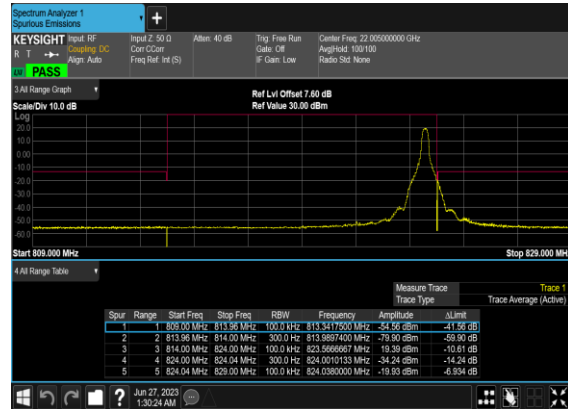 Spectrum Analyzer 1
Spurious Emissions
+
KEYSIGHT Input: RF Input Z: 50 Ω Atten: 40 dB Trig: Free Run Center Freq: 22.005000000 GHz
R T Coupling: DC Corr CCorr Gate: Off Avg|Hold: 100/100
Align: Auto Freq Ref: Int (S) IF Gain: Low Radio Std: None
LW PASS
3 All Range Graph
Ref Lvl Offset 7.60 dB
Scale/Div 10.0 dB Ref Value 30.00 dBm
Log
20.0
10.0
0.00
-10.0
-20.0
-30.0
-40.0
-50.0
-60.0
Start 809.000 MHz Stop 829.000 MH
4 All Range Table
Measure Trace Trace 1
Trace Type Trace Average (Active)
Spur Range Start Freq Stop Freq RBW Frequency Amplitude ΔLimit
1 1 809.00 MHz 813.96 MHz 100.0 kHz 813.3417500 MHz -54.56 dBm -41.56 dB
2 2 813.96 MHz 814.00 MHz 300.0 Hz 813.9897400 MHz -79.90 dBm -59.90 dB
3 3 814.00 MHz 824.00 MHz 100.0 kHz 823.5666667 MHz 19.39 dBm -10.61 dB
4 4 824.00 MHz 824.04 MHz 300.0 Hz 824.0010133 MHz -34.24 dBm -14.24 dB
5 5 824.04 MHz 829.00 MHz 100.0 kHz 824.0380000 MHz -19.93 dBm -6.934 dB
? Jun 27, 2023
1:30:24 AM